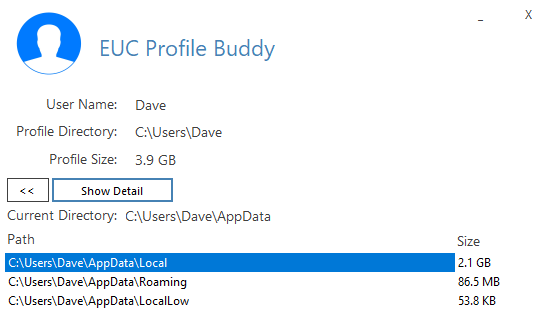 _ X
EUC Profile Buddy
User Name: Dave
Profile Directory: C:\Users\Dave
Profile Size: 3.9 GB
<< Show Detail
Current Directory: C:\Users\Dave\AppData
Path Size
C:\Users\Dave\AppData\Local 2.1 GB
C:\Users\Dave\AppData\Roaming 86.5 MB
C:\Users\Dave\AppData\LocalLow 53.8 KB